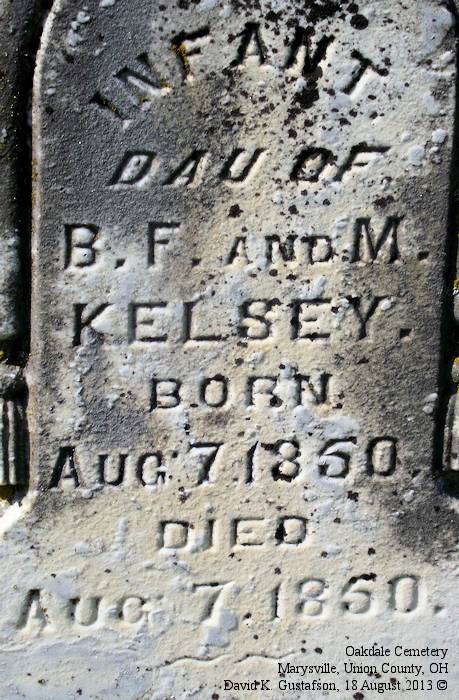 INFANT
DAU OF
B. F. AND M.
KELSEY.
BORN
AUG 7, 1860
DIED
AUG 7 1860.
Oakdale Cemetery
Marysville, Union County, OH
David K. Gustafson, 18 August 2013 ©